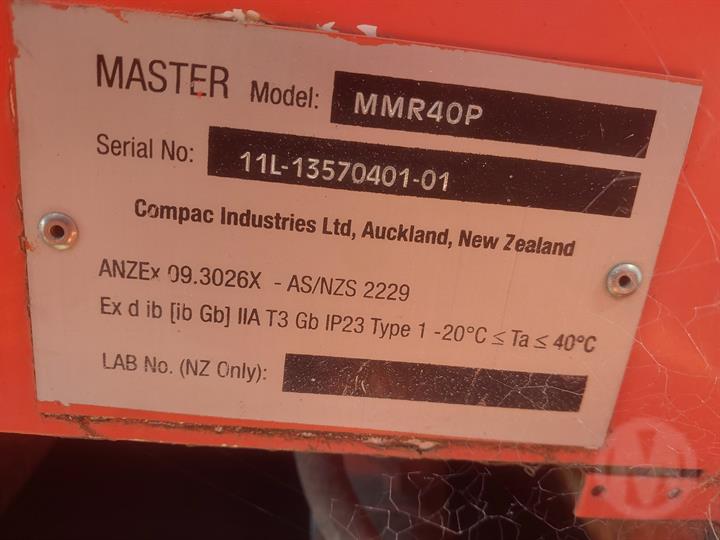 MASTER Model: MMR40P
Serial No: 11L-13570401-01
Compac Industries Ltd, Auckland, New Zealand
ANZEx 09.3026X - AS/NZS 2229
Ex d ib [ib Gb] IIA T3 Gb IP23 Type 1 -20°C ≤ Ta ≤ 40°C
LAB No. (NZ Only):
M